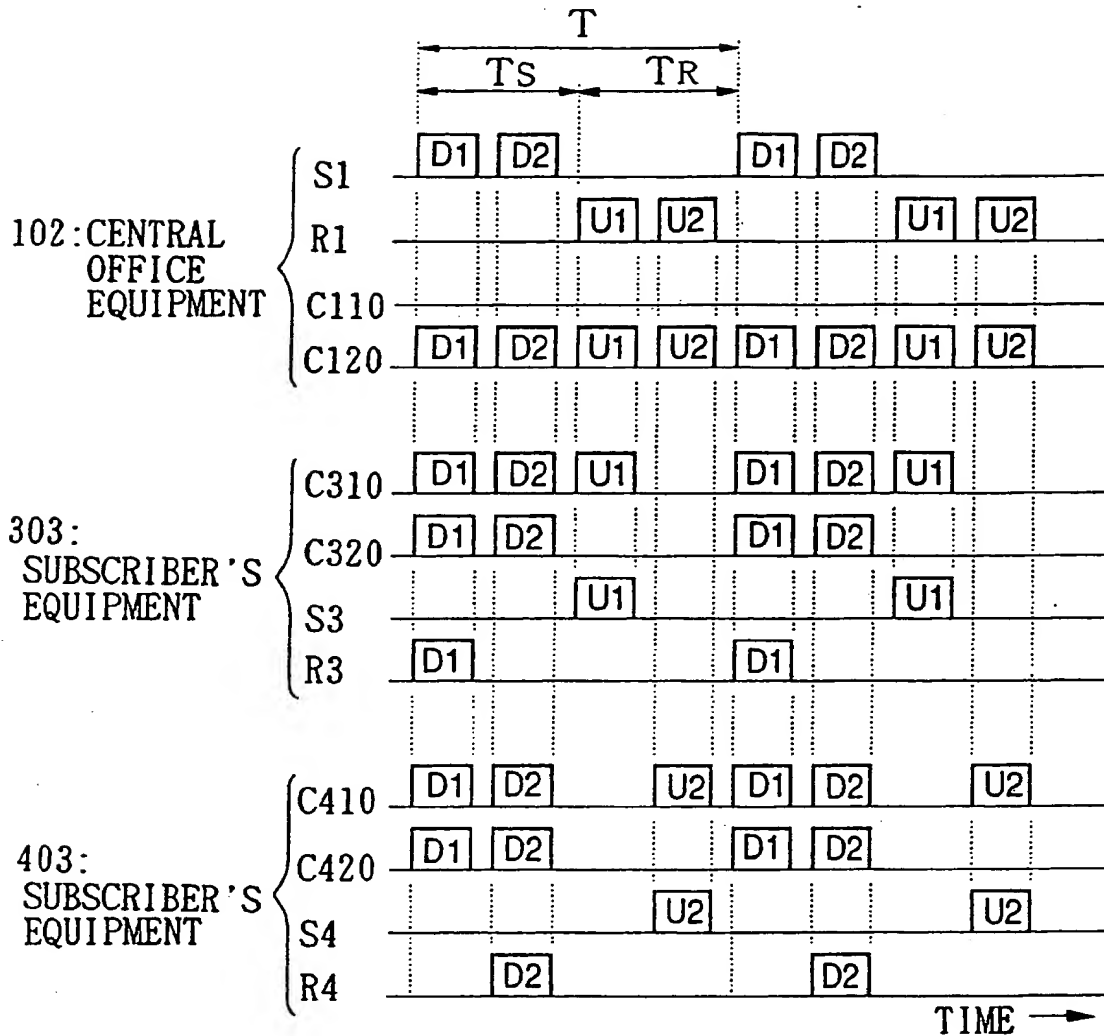 T
TS TR
S1 D1 D2 D1 D2
102:CENTRAL OFFICE EQUIPMENT
R1 U1 U2 U1 U2
C110
C120 D1 D2 U1 U2 D1 D2 U1 U2
303: SUBSCRIBER'S EQUIPMENT
C310 D1 D2 U1 D1 D2 U1
C320 D1 D2 D1 D2
S3 U1 U1
R3 D1 D1
403: SUBSCRIBER'S EQUIPMENT
C410 D1 D2 U2 D1 D2 U2
C420 D1 D2 D1 D2
S4 U2 U2
R4 D2 D2
TIME